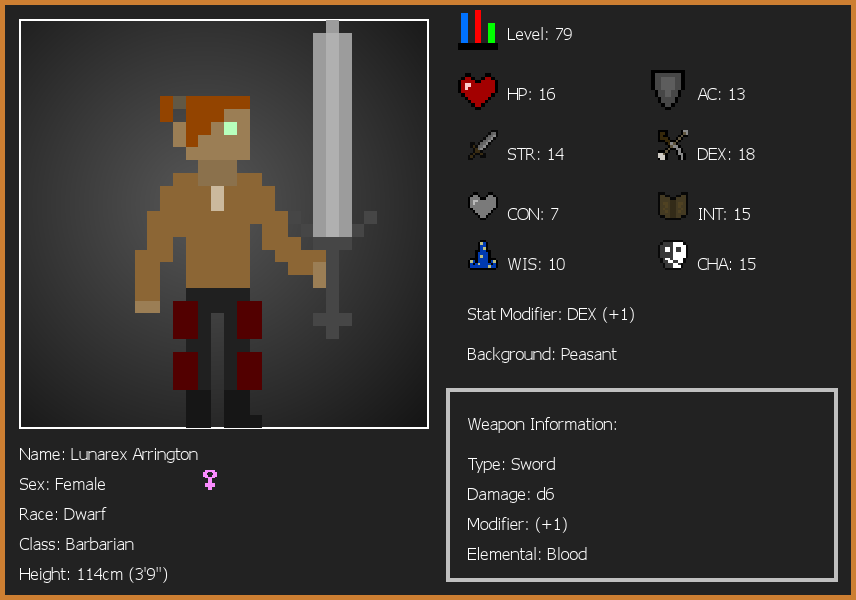 Level: 79
HP: 16
AC: 13
STR: 14
DEX: 18
CON: 7
INT: 15
WIS: 10
CHA: 15
Stat Modifier: DEX (+1)
Background: Peasant
Weapon Information:
Type: Sword
Damage: d6
Modifier: (+1)
Elemental: Blood
Name: Lunarex Arrington
Sex: Female
Race: Dwarf
Class: Barbarian
Height: 114cm (3'9")